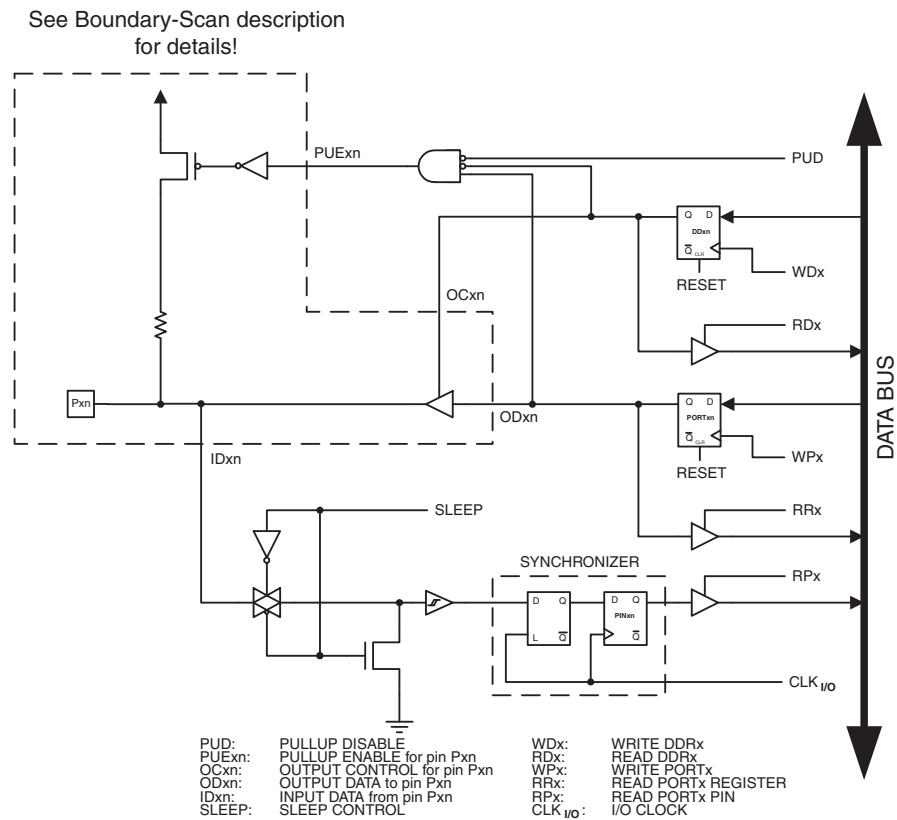 See Boundary-Scan description
for details!
PUExn
PUD
Q D
DDxn
Q CLR
RESET
WDx
OCxn
RDx
Pxn
ODxn
Q D
PORTxn
Q CLR
RESET
WPx
DATA BUS
IDxn
SLEEP
RRx
SYNCHRONIZER
RPx
D Q
L Q
D Q
PINxn
Q
CLK I/O
PUD: PULLUP DISABLE
PUExn: PULLUP ENABLE for pin Pxn
OCxn: OUTPUT CONTROL for pin Pxn
ODxn: OUTPUT DATA to pin Pxn
IDxn: INPUT DATA from pin Pxn
SLEEP: SLEEP CONTROL
WDx: WRITE DDRx
RDx: READ DDRx
WPx: WRITE PORTx
RRx: READ PORTx REGISTER
RPx: READ PORTx PIN
CLK I/O: I/O CLOCK